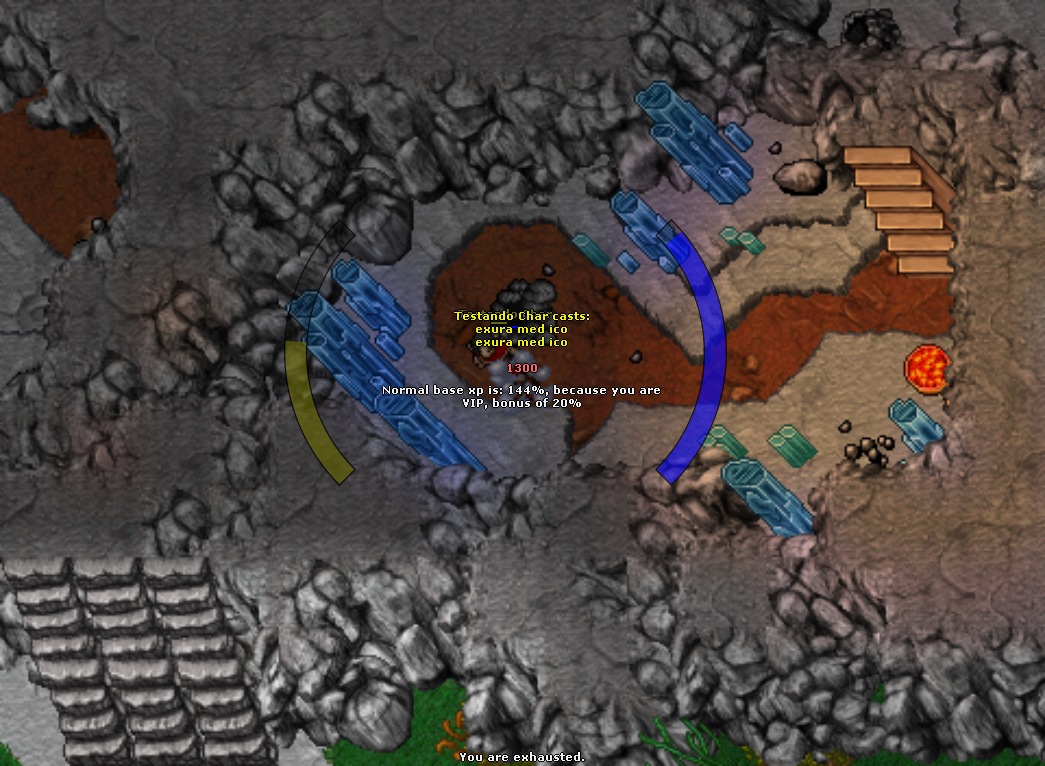 Testando Char casts:
exura med ico
exura med ico
1300
Normal base xp is: 144%, because you are
VIP, bonus of 20%
You are exhausted.